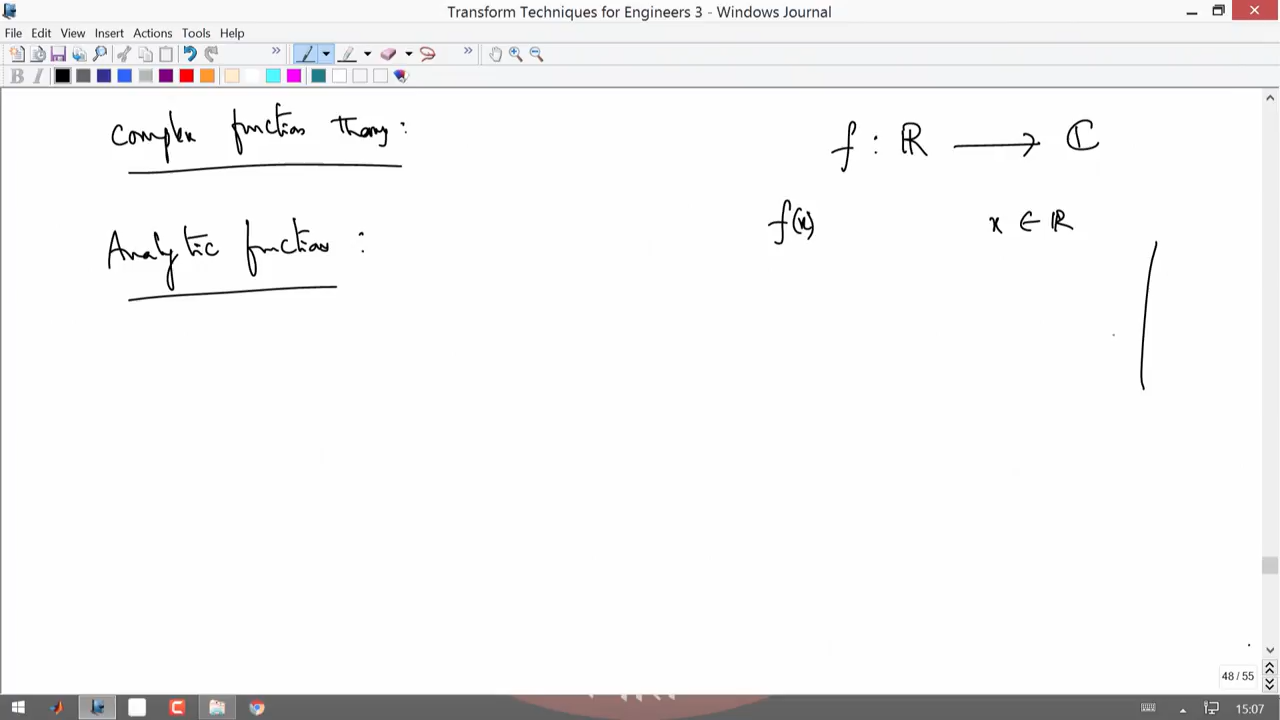 Transform Techniques for Engineers 3 - Windows Journal
File Edit View Insert Actions Tools Help
B I
Complex function theory:
f : ℝ ⟶ ℂ
f(x) x ∈ ℝ
Analytic function :
48 / 55
15:07